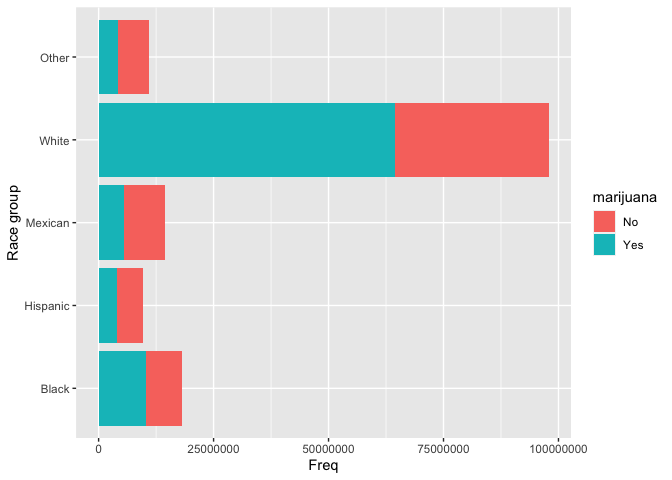 Other
White
Mexican
Hispanic
Black
Race group
0 25000000 50000000 75000000 100000000
Freq
marijuana
No
Yes